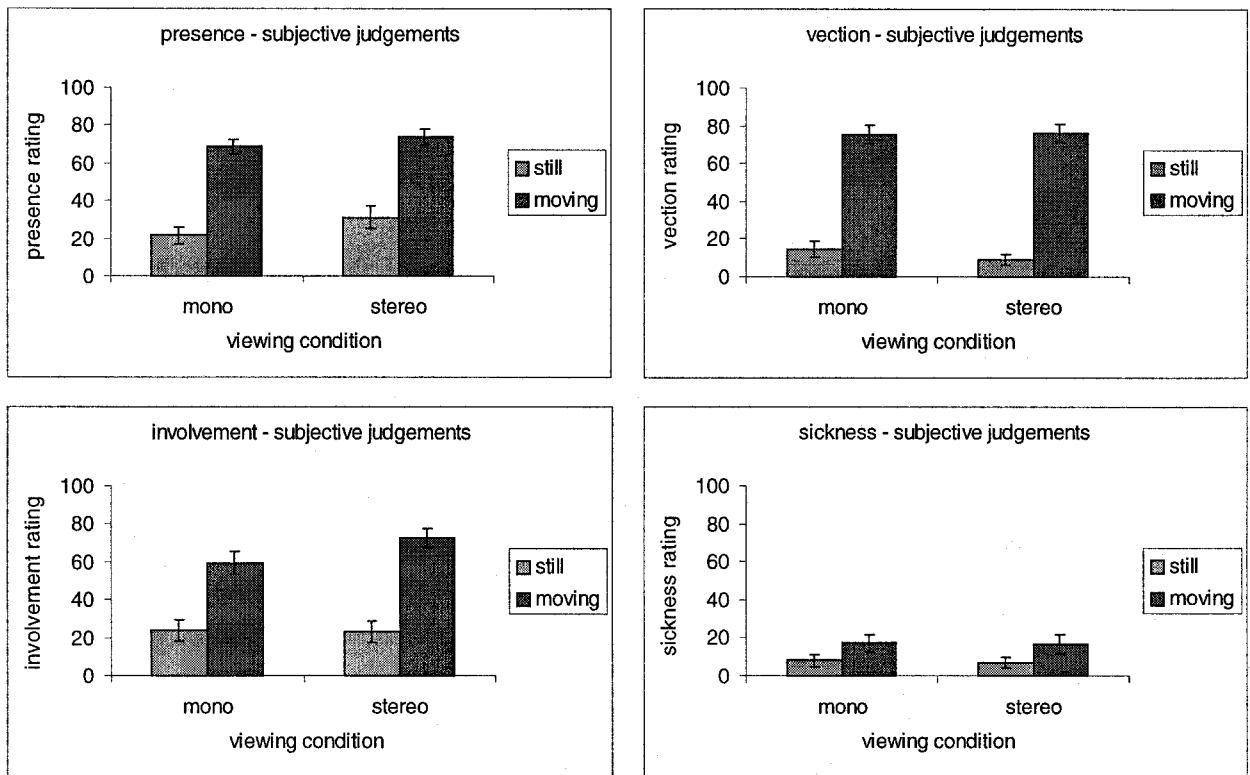 presence - subjective judgements
presence rating
100
80
60
40
20
0
mono
stereo
viewing condition
still
moving
vection - subjective judgements
vection rating
100
80
60
40
20
0
mono
stereo
viewing condition
still
moving
involvement - subjective judgements
involvement rating
100
80
60
40
20
0
mono
stereo
viewing condition
still
moving
sickness - subjective judgements
sickness rating
100
80
60
40
20
0
mono
stereo
viewing condition
still
moving